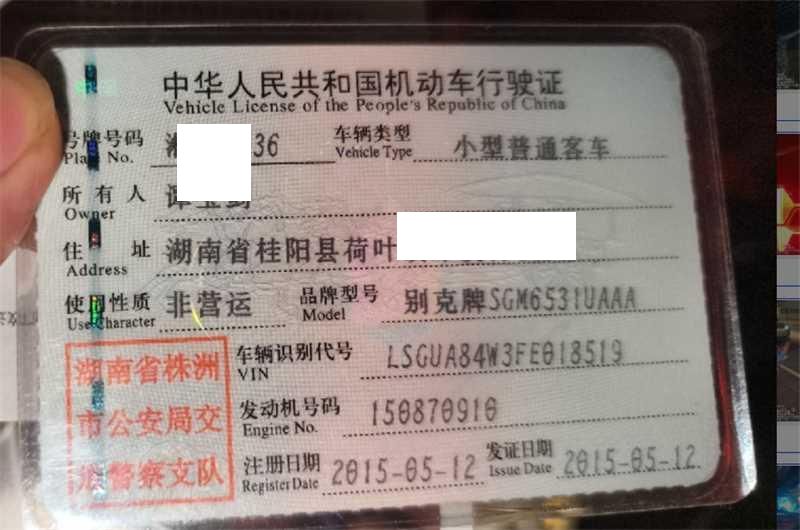 中华人民共和国机动车行驶证
Vehicle License of the People's Republic of China
号牌号码 36 车辆类型 小型普通客车
Plate No. Vehicle Type
所有人
Owner
住址 湖南省桂阳县荷叶
Address
使用性质 非营运 品牌型号 别克牌SGM6531UAAA
Use Character Model
车辆识别代号 LSGUA84W3FE018519
VIN
发动机号码 150870910
Engine No.
注册日期 2015-05-12 发证日期 2015-05-12
Register Date Issue Date
湖南省株洲
市公安局交
通警察支队